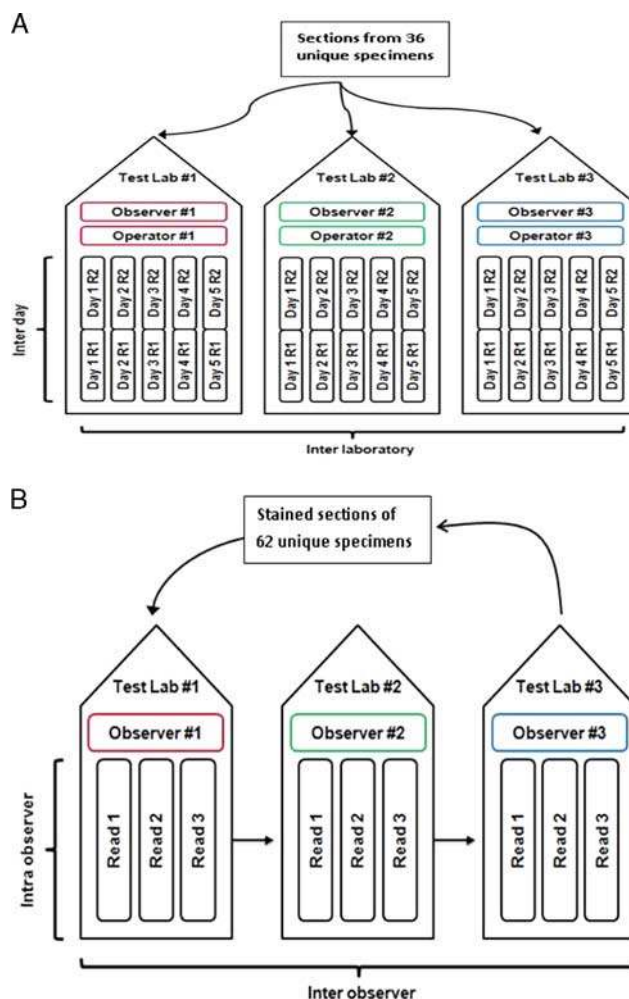 A
Sections from 36
unique specimens
Test Lab #1
Observer #1
Operator #1
Day 1 R2
Day 2 R2
Day 3 R2
Day 4 R2
Day 5 R2
Day 1 R1
Day 2 R1
Day 3 R1
Day 4 R1
Day 5 R1
Test Lab #2
Observer #2
Operator #2
Day 1 R2
Day 2 R2
Day 3 R2
Day 4 R2
Day 5 R2
Day 1 R1
Day 2 R1
Day 3 R1
Day 4 R1
Day 5 R1
Test Lab #3
Observer #3
Operator #3
Day 1 R2
Day 2 R2
Day 3 R2
Day 4 R2
Day 5 R2
Day 1 R1
Day 2 R1
Day 3 R1
Day 4 R1
Day 5 R1
Inter day
Inter laboratory
B
Stained sections of
62 unique specimens
Test Lab #1
Observer #1
Read 1
Read 2
Read 3
Test Lab #2
Observer #2
Read 1
Read 2
Read 3
Test Lab #3
Observer #3
Read 1
Read 2
Read 3
Intra observer
Inter observer